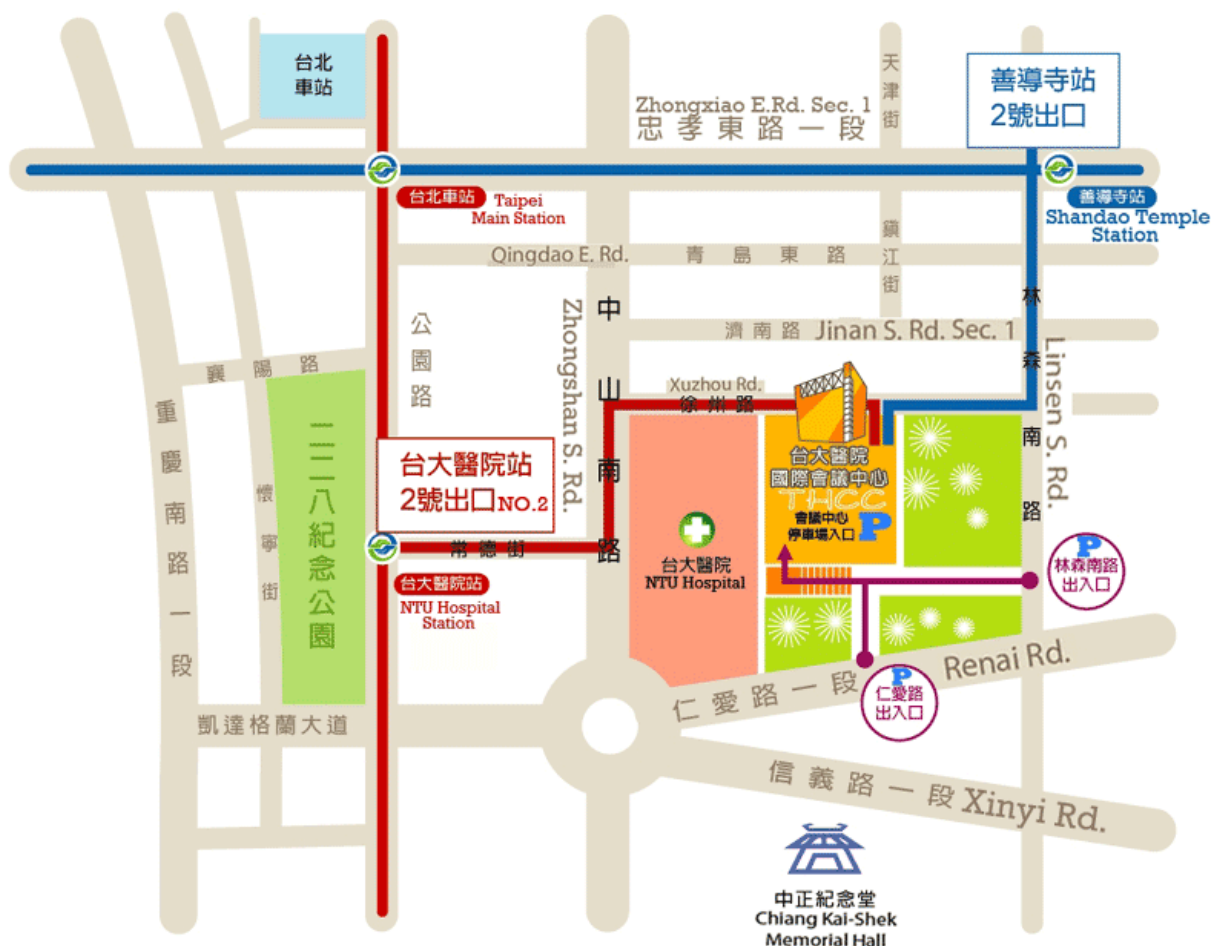 台北
車站
天津街
善導寺站
2號出口
Zhongxiao E.Rd. Sec. 1
忠孝東路一段
台北車站
Taipei
Main Station
善導寺站
Shandao Temple
Station
Qingdao E. Rd.
青島東路
鎮江街
公園路
Zhongshan S. Rd.
中山南路
濟南路 Jinan S. Rd. Sec. 1
林森南路
Linsen S. Rd.
襄陽路
Xuzhou Rd.
徐州路
重慶南路一段
懷寧街
二二八紀念公園
台大醫院站
2號出口NO.2
常德街
台大醫院站
NTU Hospital
Station
台大醫院
NTU Hospital
台大醫院
國際會議中心
THCC
會議中心
停車場入口 P
P
林森南路
出入口
仁愛路一段 Renai Rd.
P
仁愛路
出入口
凱達格蘭大道
信義路一段 Xinyi Rd.
中正紀念堂
Chiang Kai-Shek
Memorial Hall